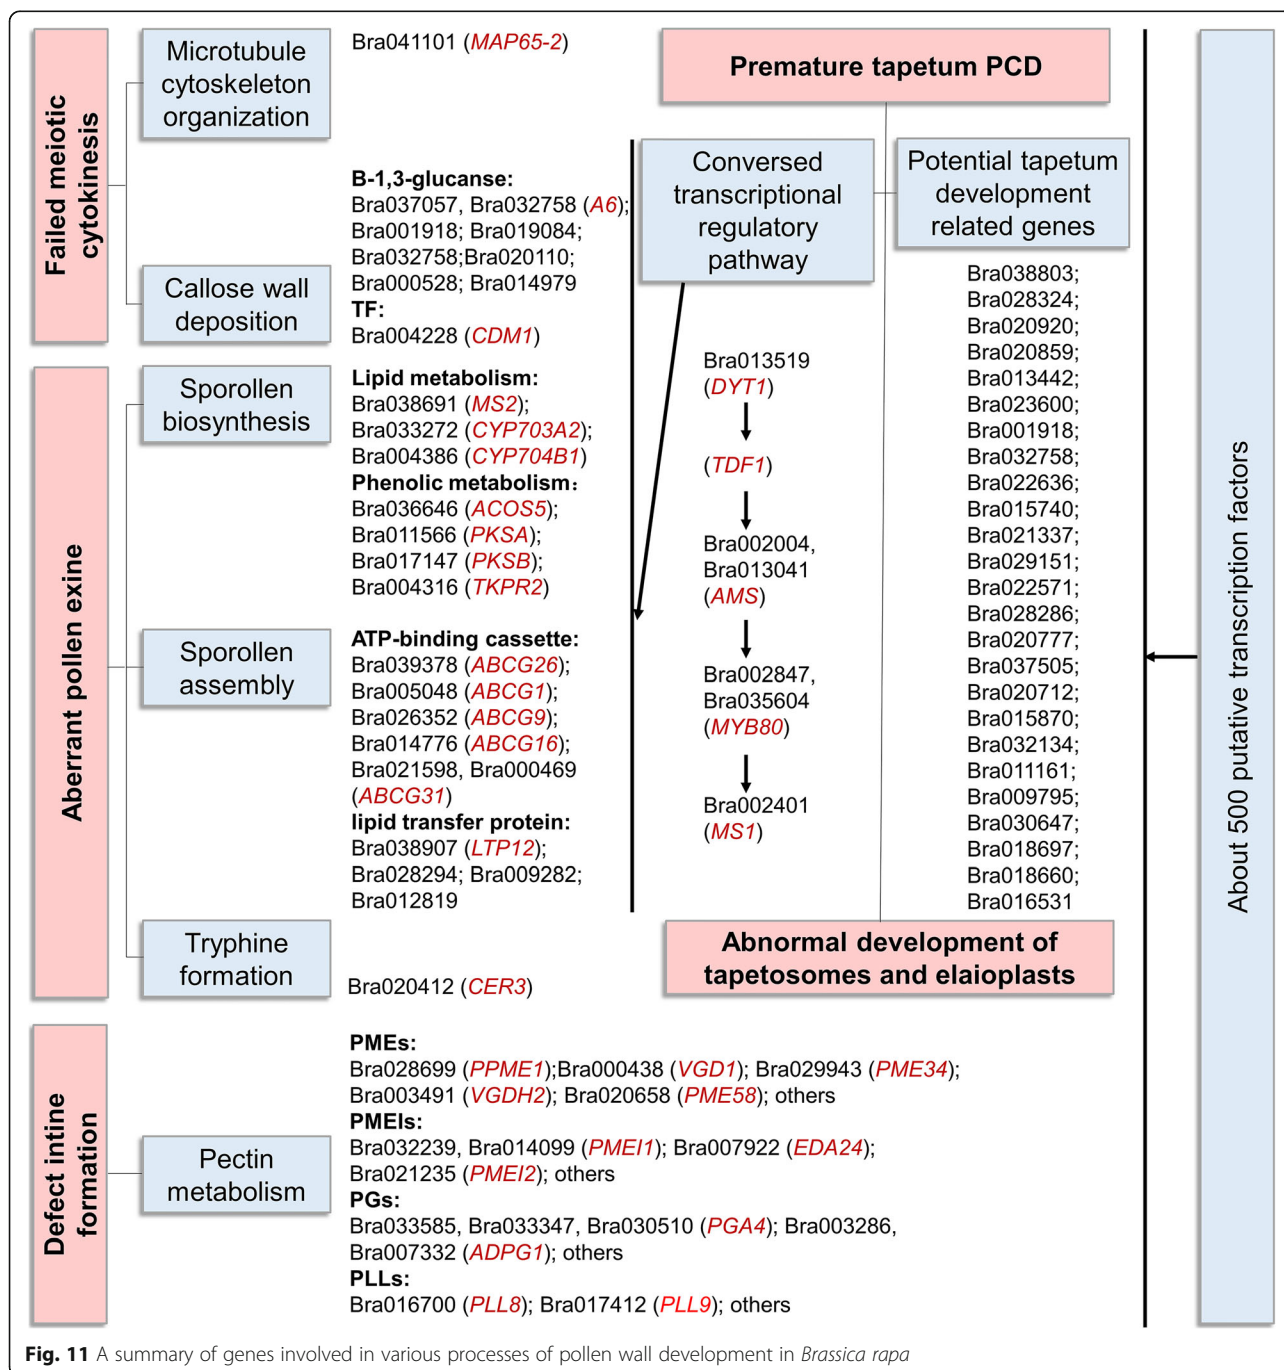 Failed meiotic
cytokinesis
Microtubule
cytoskeleton
organization
Bra041101 (MAP65-2)
Callose wall
deposition
B-1,3-glucanse:
Bra037057, Bra032758 (A6);
Bra001918; Bra019084;
Bra032758;Bra020110;
Bra000528; Bra014979
TF:
Bra004228 (CDM1)
Aberrant pollen exine
Sporollen
biosynthesis
Lipid metabolism:
Bra038691 (MS2);
Bra033272 (CYP703A2);
Bra004386 (CYP704B1)
Phenolic metabolism:
Bra036646 (ACOS5);
Bra011566 (PKSA);
Bra017147 (PKSB);
Bra004316 (TKPR2)
Sporollen
assembly
ATP-binding cassette:
Bra039378 (ABCG26);
Bra005048 (ABCG1);
Bra026352 (ABCG9);
Bra014776 (ABCG16);
Bra021598, Bra000469
(ABCG31)
lipid transfer protein:
Bra038907 (LTP12);
Bra028294; Bra009282;
Bra012819
Tryphine
formation
Bra020412 (CER3)
Premature tapetum PCD
Conversed
transcriptional
regulatory
pathway
Bra013519
(DYT1)
(TDF1)
Bra002004,
Bra013041
(AMS)
Bra002847,
Bra035604
(MYB80)
Bra002401
(MS1)
Potential tapetum
development
related genes
Bra038803;
Bra028324;
Bra020920;
Bra020859;
Bra013442;
Bra023600;
Bra001918;
Bra032758;
Bra022636;
Bra015740;
Bra021337;
Bra029151;
Bra022571;
Bra028286;
Bra020777;
Bra037505;
Bra020712;
Bra015870;
Bra032134;
Bra011161;
Bra009795;
Bra030647;
Bra018697;
Bra018660;
Bra016531
Abnormal development of
tapetosomes and elaioplasts
Defect intine
formation
Pectin
metabolism
PMEs:
Bra028699 (PPME1);Bra000438 (VGD1); Bra029943 (PME34);
Bra003491 (VGDH2); Bra020658 (PME58); others
PMEIs:
Bra032239, Bra014099 (PMEI1); Bra007922 (EDA24);
Bra021235 (PMEI2); others
PGs:
Bra033585, Bra033347, Bra030510 (PGA4); Bra003286,
Bra007332 (ADPG1); others
PLLs:
Bra016700 (PLL8); Bra017412 (PLL9); others
About 500 putative transcription factors
Fig. 11 A summary of genes involved in various processes of pollen wall development in Brassica rapa